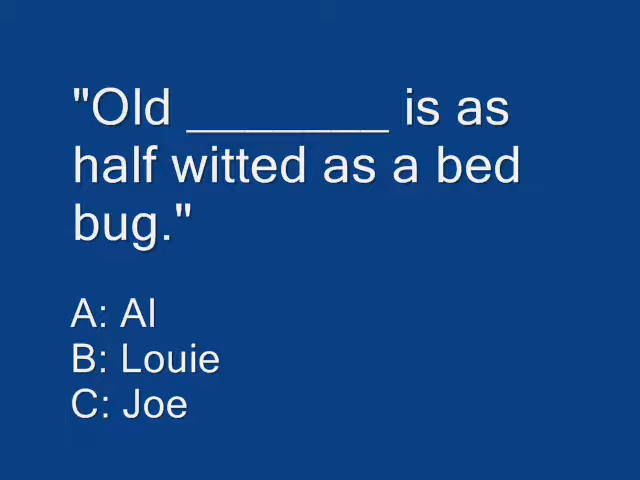 "Old ________ is as
half witted as a bed
bug."
A: Al
B: Louie
C: Joe